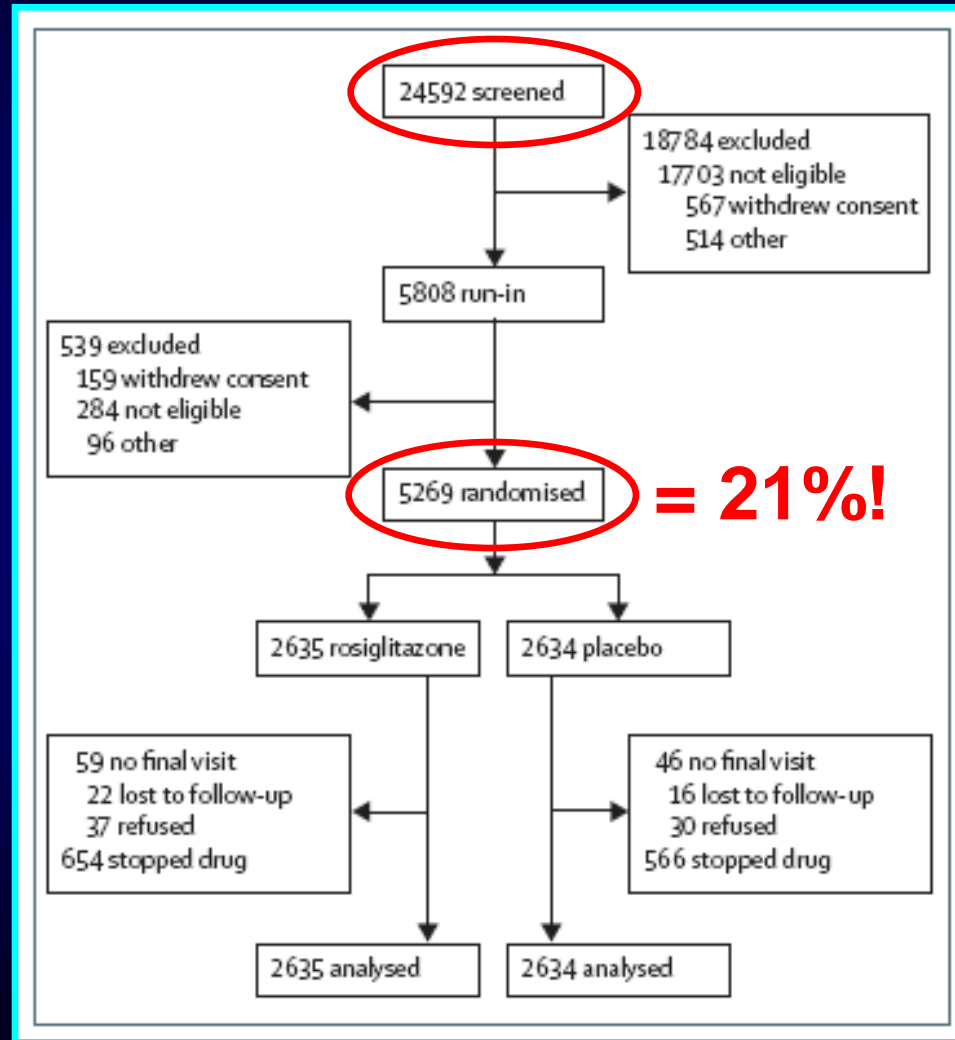 24592 screened
18784 excluded
17703 not eligible
567 withdrew consent
514 other
5808 run-in
539 excluded
159 withdrew consent
284 not eligible
96 other
5269 randomised
= 21%!
2635 rosiglitazone
2634 placebo
59 no final visit
22 lost to follow-up
37 refused
654 stopped drug
46 no final visit
16 lost to follow-up
30 refused
566 stopped drug
2635 analysed
2634 analysed